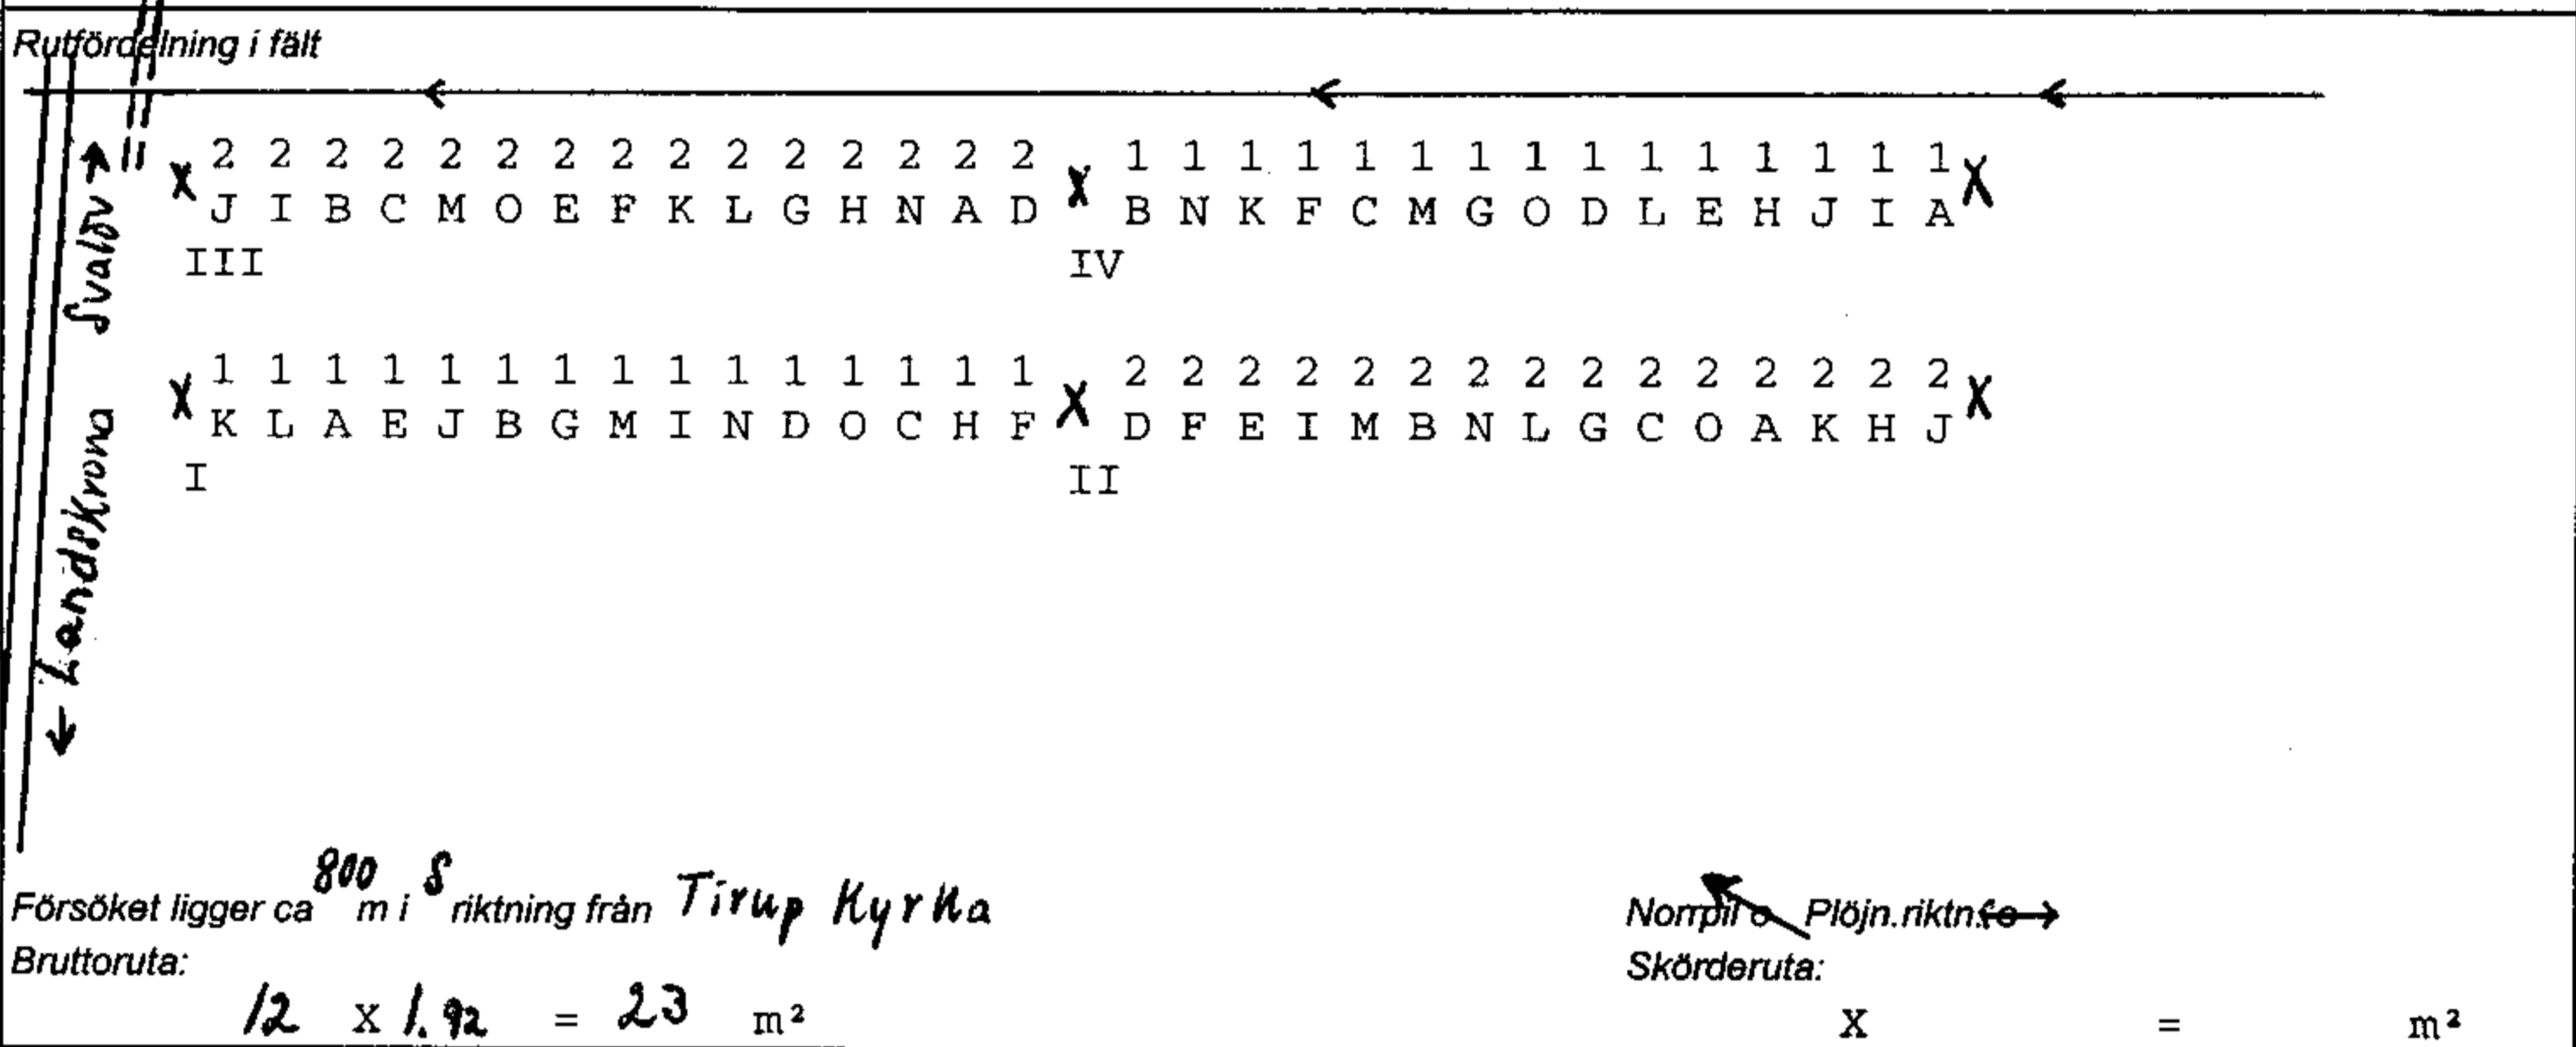 Rutfördelning i fält
X 2 2 2 2 2 2 2 2 2 2 2 2 2 2 2 X 1 1 1 1 1 1 1 1 1 1 1 1 1 1 1 X
J I B C M O E F K L G H N A D B N K F C M G O D L E H J I A
III IV
Svalöv
X 1 1 1 1 1 1 1 1 1 1 1 1 1 1 1 X 2 2 2 2 2 2 2 2 2 2 2 2 2 2 2 X
K L A E J B G M I N D O C H F D F E I M B N L G C O A K H J
I II
Landskrona
Försöket ligger ca 800 m i S riktning från Tirup Kyrka
Norrpil o Plöjn.riktn.o
Bruttoruta:
Skörderuta:
12 X 1.92 = 23 m²
X = m²